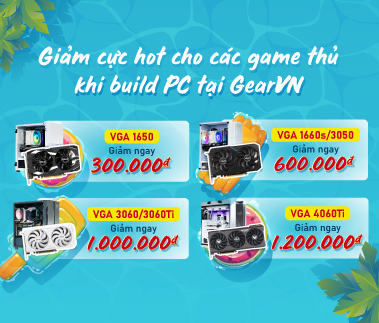 Giảm cực hot cho các game thủ
khi build PC tại GearVN
VGA 1650
Giảm ngay
300.000đ
VGA 1660s/3050
Giảm ngay
600.000đ
VGA 3060/3060Ti
Giảm ngay
1.000.000đ
VGA 4060Ti
Giảm ngay
1.200.000đ